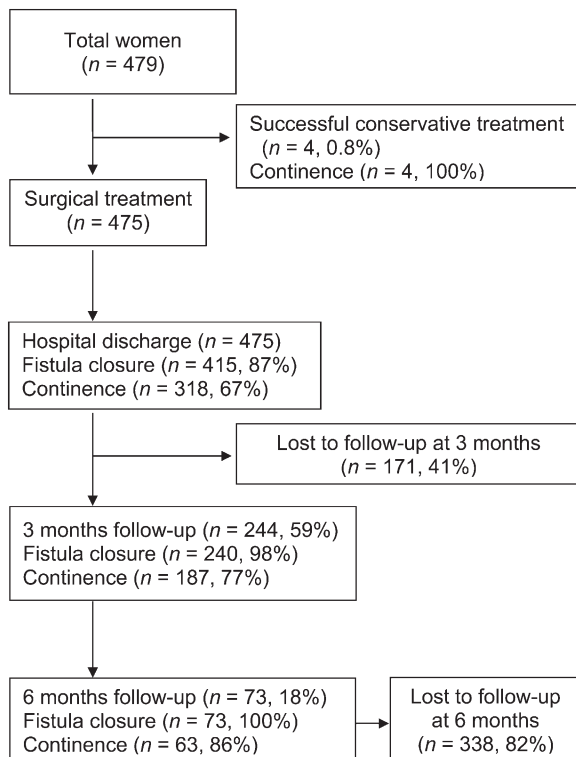 Total women
(n = 479)
Successful conservative treatment
(n = 4, 0.8%)
Continence (n = 4, 100%)
Surgical treatment
(n = 475)
Hospital discharge (n = 475)
Fistula closure (n = 415, 87%)
Continence (n = 318, 67%)
Lost to follow-up at 3 months
(n = 171, 41%)
3 months follow-up (n = 244, 59%)
Fistula closure (n = 240, 98%)
Continence (n = 187, 77%)
6 months follow-up (n = 73, 18%)
Fistula closure (n = 73, 100%)
Continence (n = 63, 86%)
Lost to follow-up
at 6 months
(n = 338, 82%)